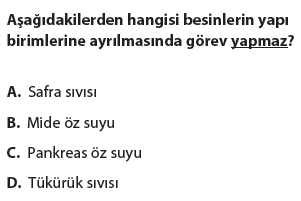 Aşağıdakilerden hangisi besinlerin yapı
birimlerine ayrılmasında görev yapmaz?
A. Safra sıvısı
B. Mide öz suyu
C. Pankreas öz suyu
D. Tükürük sıvısı